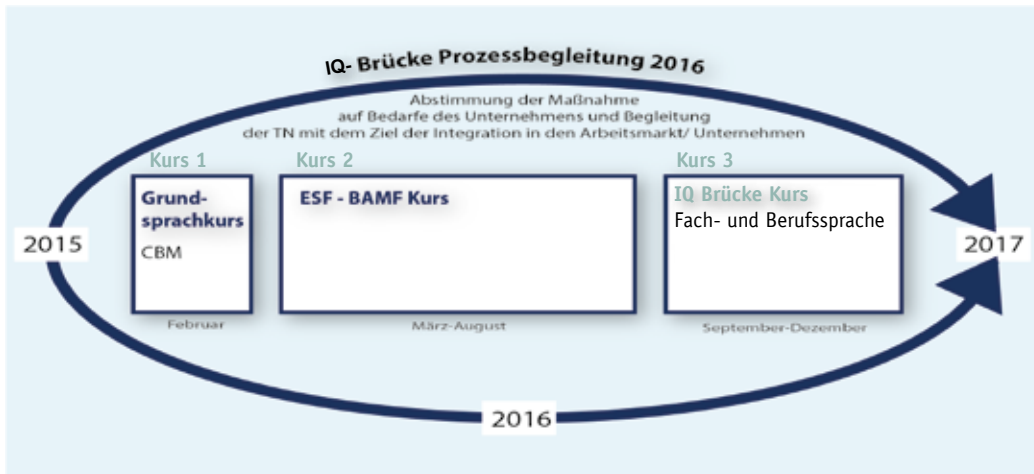 IQ- Brücke Prozessbegleitung 2016
Abstimmung der Maßnahme
auf Bedarfe des Unternehmens und Begleitung
der TN mit dem Ziel der Integration in den Arbeitsmarkt/ Unternehmen
Kurs 1
Grund-
sprachkurs
CBM
Februar
Kurs 2
ESF - BAMF Kurs
März-August
Kurs 3
IQ Brücke Kurs
Fach- und Berufssprache
September-Dezember
2015
2017
2016